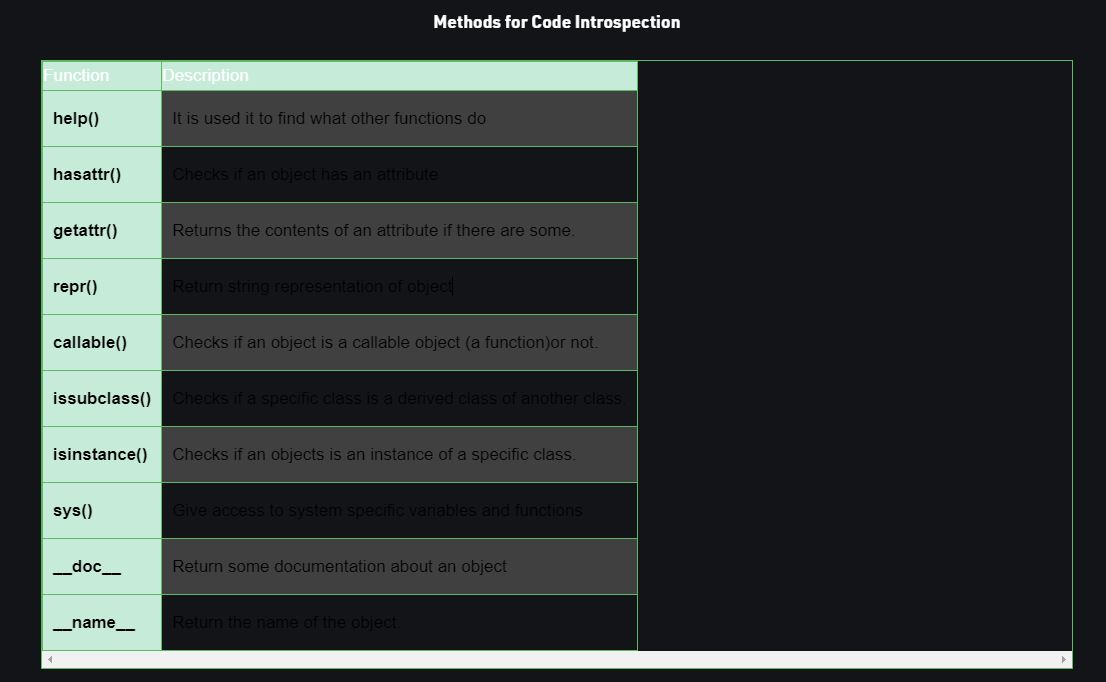 Methods for Code Introspection
Function Description
help() It is used it to find what other functions do
hasattr() Checks if an object has an attribute
getattr() Returns the contents of an attribute if there are some.
repr() Return string representation of object
callable() Checks if an object is a callable object (a function)or not.
issubclass() Checks if a specific class is a derived class of another class.
isinstance() Checks if an objects is an instance of a specific class.
sys() Give access to system specific variables and functions
__doc__ Return some documentation about an object
__name__ Return the name of the object.